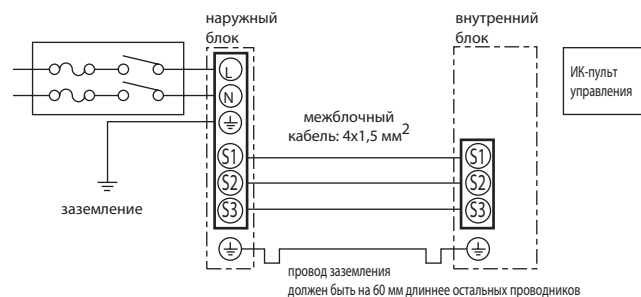 наружный
блок
внутренний
блок
ИК-пульт
управления
L
N
межблочный
кабель: 4x1,5 мм2
S1
S2
S3
S1
S2
S3
заземление
провод заземления
должен быть на 60 мм длиннее остальных проводников